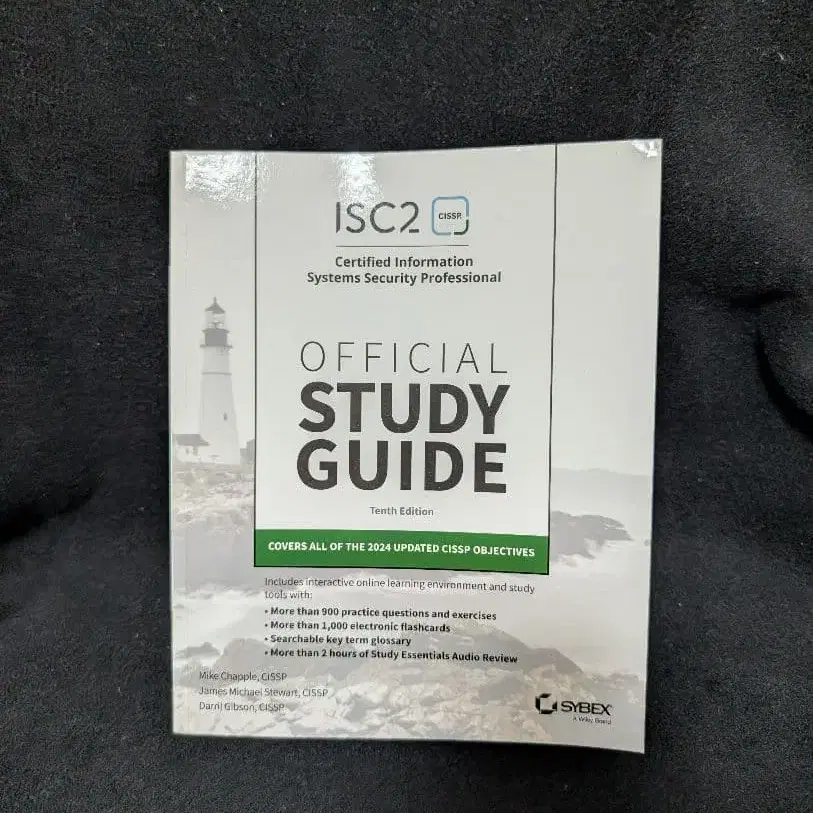 ISC2 CISSP
Certified Information
Systems Security Professional
OFFICIAL
STUDY
GUIDE
Tenth Edition
COVERS ALL OF THE 2024 UPDATED CISSP OBJECTIVES
Includes interactive online learning environment and study
tools with:
• More than 900 practice questions and exercises
• More than 1,000 electronic flashcards
• Searchable key term glossary
• More than 2 hours of Study Essentials Audio Review
Mike Chapple, CISSP
James Michael Stewart, CISSP
Darril Gibson, CISSP
SYBEX
A Wiley Brand